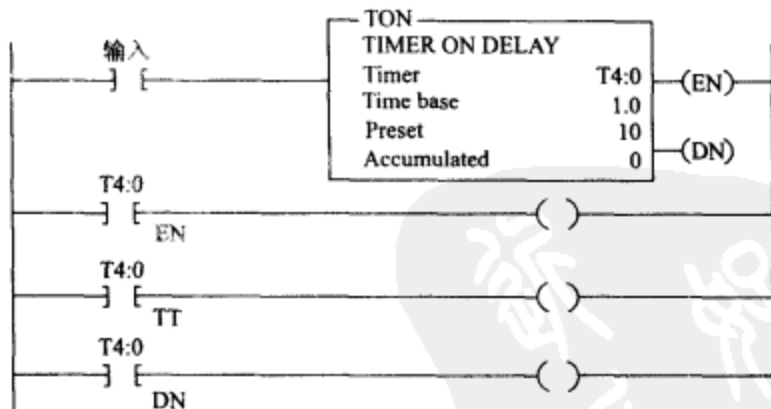 TON
输入
TIMER ON DELAY
Timer T4:0
(EN)
Time base 1.0
Preset 10
(DN)
Accumulated 0
T4:0
EN
T4:0
TT
T4:0
DN